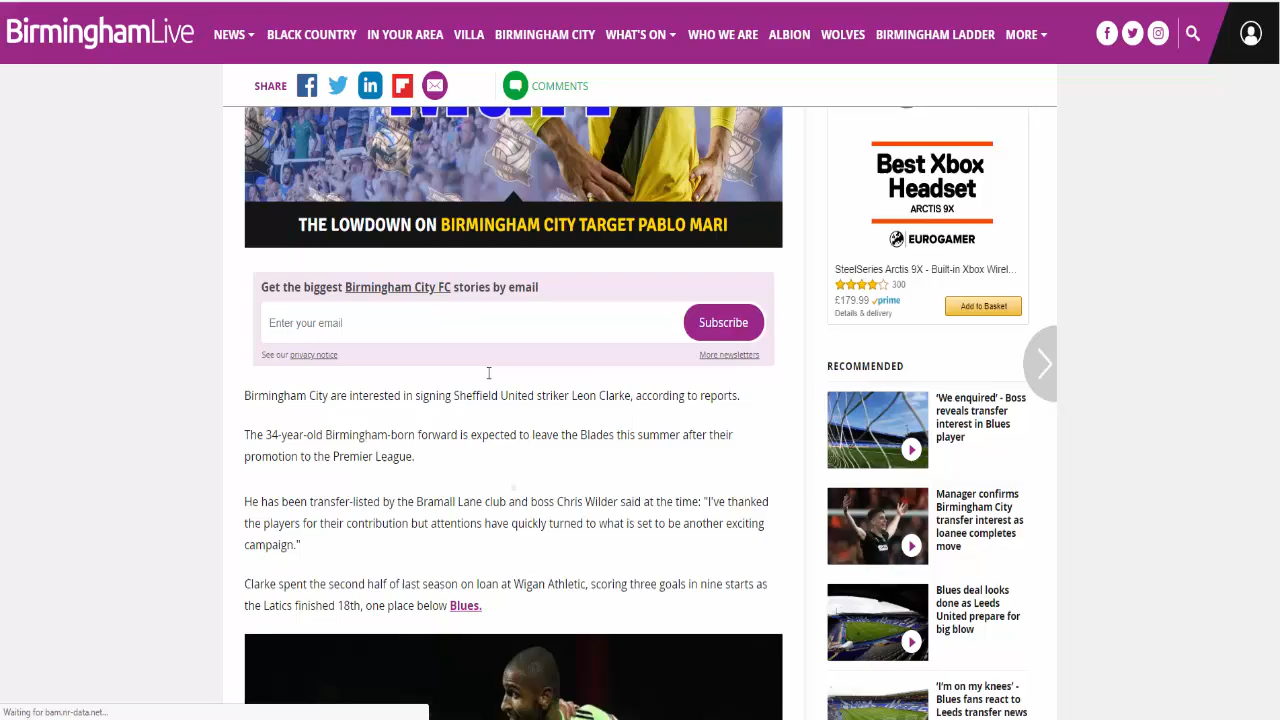 BirminghamLive
NEWS BLACK COUNTRY IN YOUR AREA VILLA BIRMINGHAM CITY WHAT'S ON WHO WE ARE ALBION WOLVES BIRMINGHAM LADDER MORE
SHARE COMMENTS
THE LOWDOWN ON BIRMINGHAM CITY TARGET PABLO MARI
Get the biggest Birmingham City FC stories by email
Enter your email
Subscribe
See our privacy notice
More newsletters
Birmingham City are interested in signing Sheffield United striker Leon Clarke, according to reports.
The 34-year-old Birmingham-born forward is expected to leave the Blades this summer after their
promotion to the Premier League.
He has been transfer-listed by the Bramall Lane club and boss Chris Wilder said at the time: "I've thanked
the players for their contribution but attentions have quickly turned to what is set to be another exciting
campaign."
Clarke spent the second half of last season on loan at Wigan Athletic, scoring three goals in nine starts as
the Latics finished 18th, one place below Blues.
Best Xbox
Headset
ARCTIS 9X
EUROGAMER
SteelSeries Arctis 9X - Built-in Xbox Wirel...
300
£179.99 prime
Details & delivery
Add to Basket
RECOMMENDED
'We enquired' - Boss
reveals transfer
interest in Blues
player
Manager confirms
Birmingham City
transfer interest as
loanee completes
move
Blues deal looks
done as Leeds
United prepare for
big blow
'I'm on my knees' -
Blues fans react to
Leeds transfer news
Waiting for bam.nr-data.net...